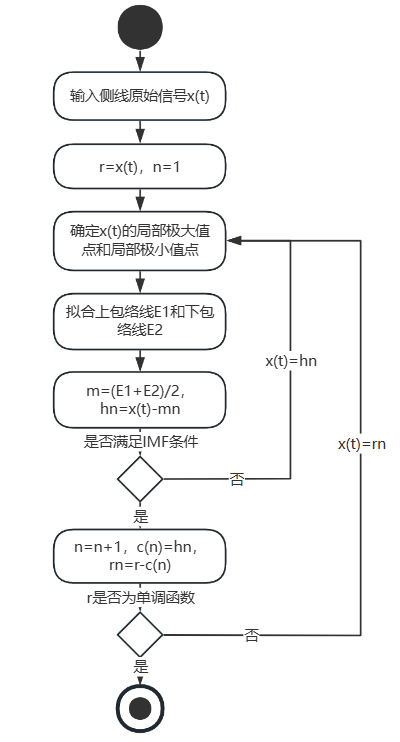 输入侧线原始信号x(t)
r=x(t)，n=1
确定x(t)的局部极大值
点和局部极小值点
拟合上包络线E1和下包
络线E2
x(t)=hn
m=(E1+E2)/2，
hn=x(t)-mn
是否满足IMF条件
x(t)=rn
否
是
n=n+1，c(n)=hn，
rn=r-c(n)
r是否为单调函数
否
是